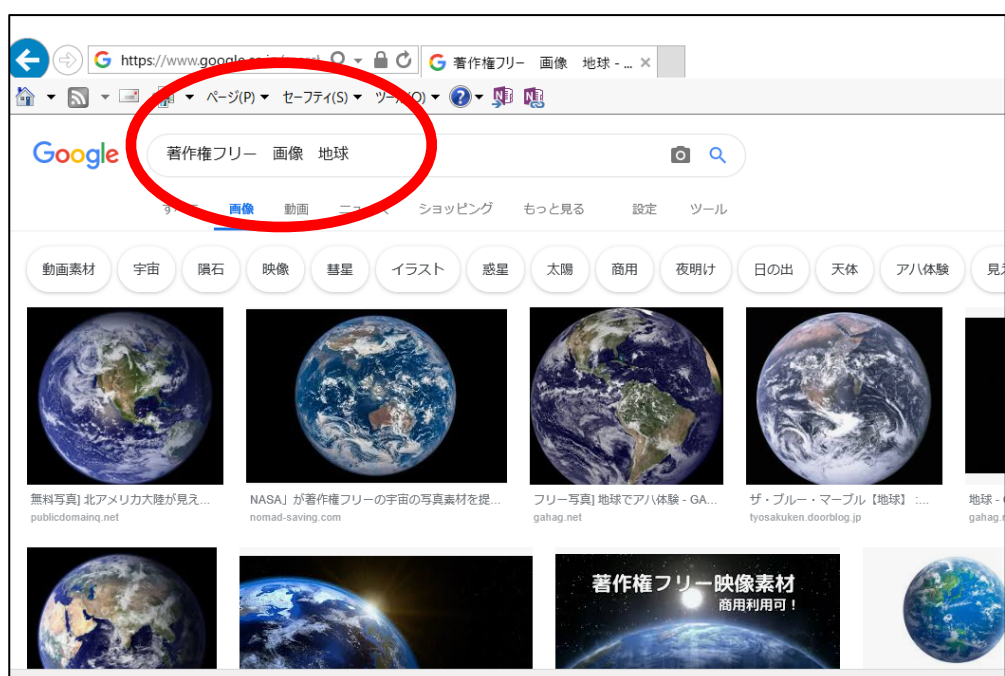 https://www.google
著作権フリー 画像 地球 - ...
ページ(P)
セーフティ(S)
Google
著作権フリー 画像 地球
画像
動画
ショッピング
もっと見る
設定
ツール
動画素材
宇宙
隕石
映像
彗星
イラスト
惑星
太陽
商用
夜明け
日の出
天体
アハ体験
無料写真] 北アメリカ大陸が見え...
publicdomainq.net
NASA」が著作権フリーの宇宙の写真素材を提...
nomad-saving.com
フリー写真] 地球でアハ体験 - GA...
gahag.net
ザ・ブルー・マーブル【地球】 :...
tyosakuken.doorblog.jp
地球 -
gahag.
著作権フリー映像素材
商用利用可！